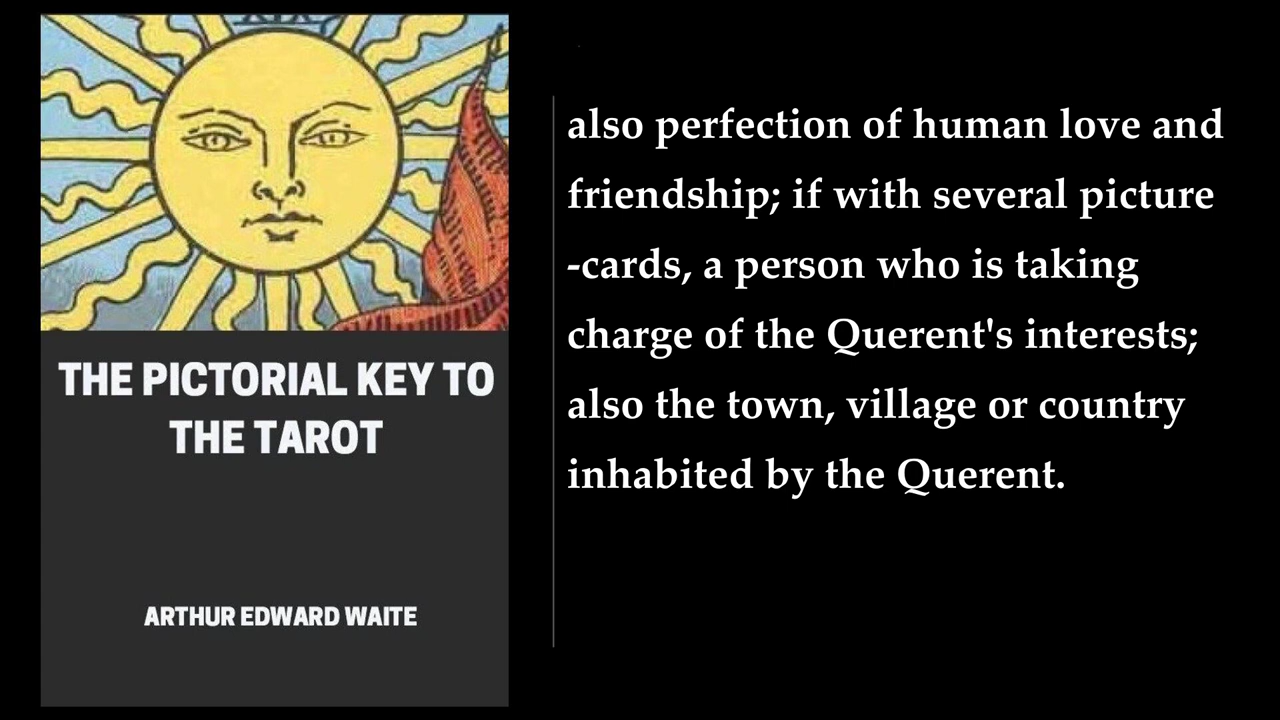 XIX
THE PICTORIAL KEY TO
THE TAROT
ARTHUR EDWARD WAITE
also perfection of human love and
friendship; if with several picture
-cards, a person who is taking
charge of the Querent's interests;
also the town, village or country
inhabited by the Querent.